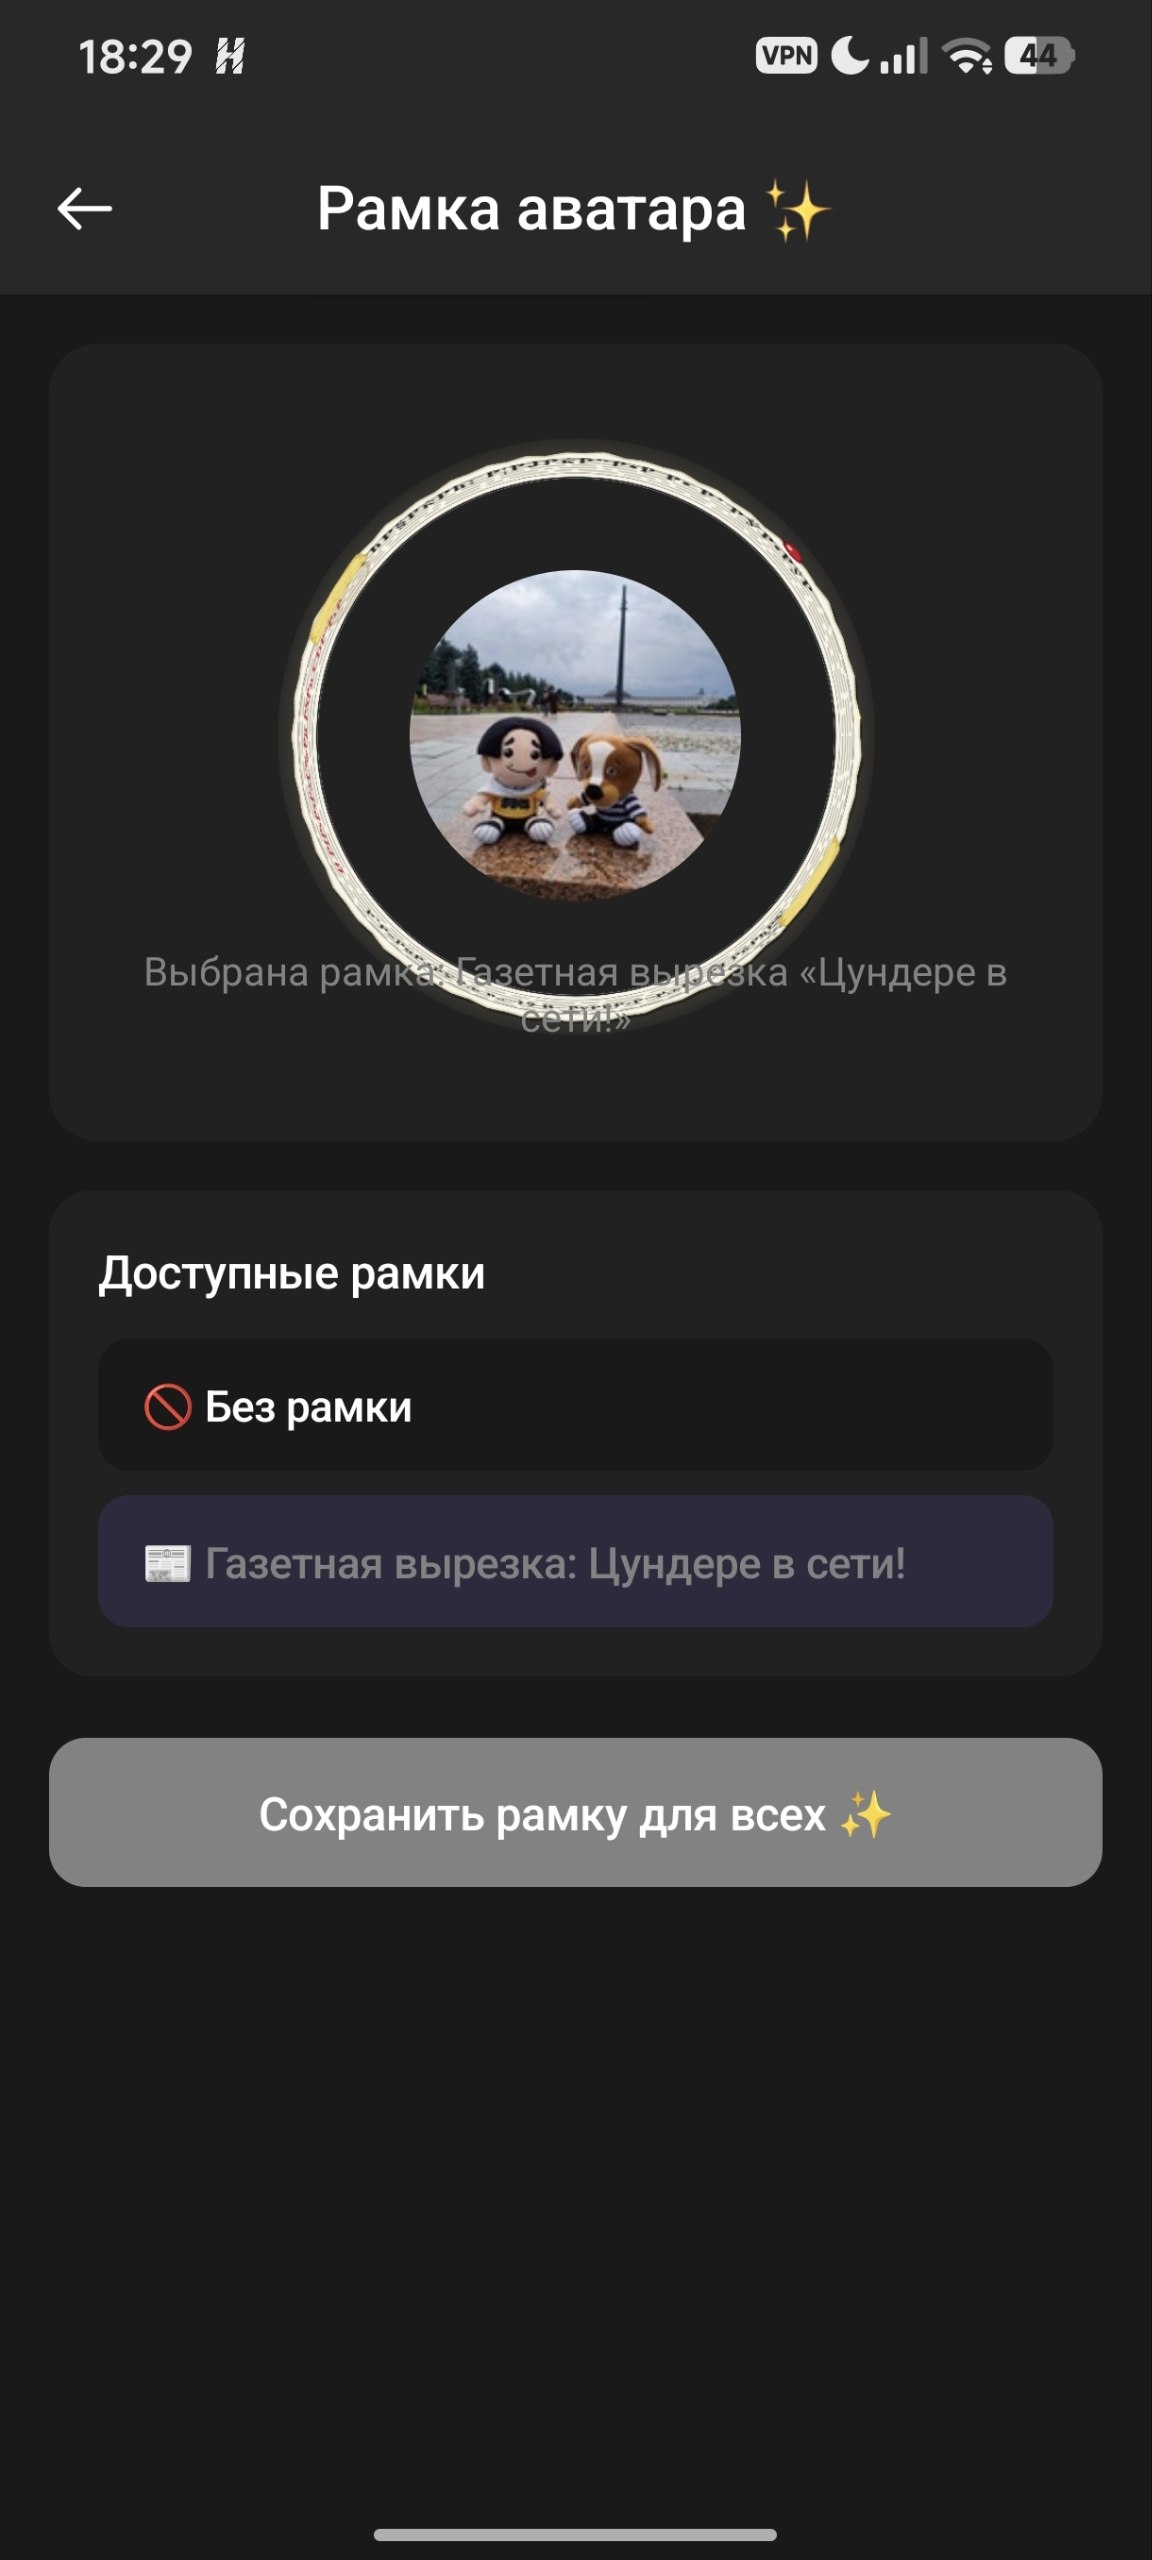 18:29
VPN
44
Рамка аватара ✨
Выбрана рамка: Газетная вырезка «Цундере в
сети!»
Доступные рамки
🚫 Без рамки
📰 Газетная вырезка: Цундере в сети!
Сохранить рамку для всех ✨